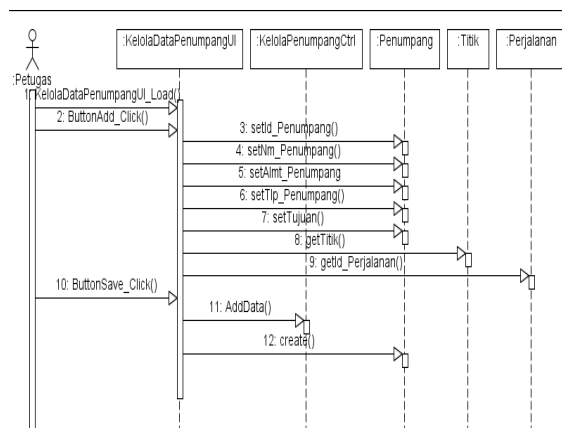 :KelolaDataPenumpangUI
:KelolaPenumpangCtrl
:Penumpang
:Titik
:Perjalanan
:Petugas
1: KelolaDataPenumpangUI_Load()
2: ButtonAdd_Click()
3: setId_Penumpang()
4: setNm_Penumpang()
5: setAlmt_Penumpang
6: setTlp_Penumpang()
7: setTujuan()
8: getTitik()
9: getId_Perjalanan()
10: ButtonSave_Click()
11: AddData()
12: create()